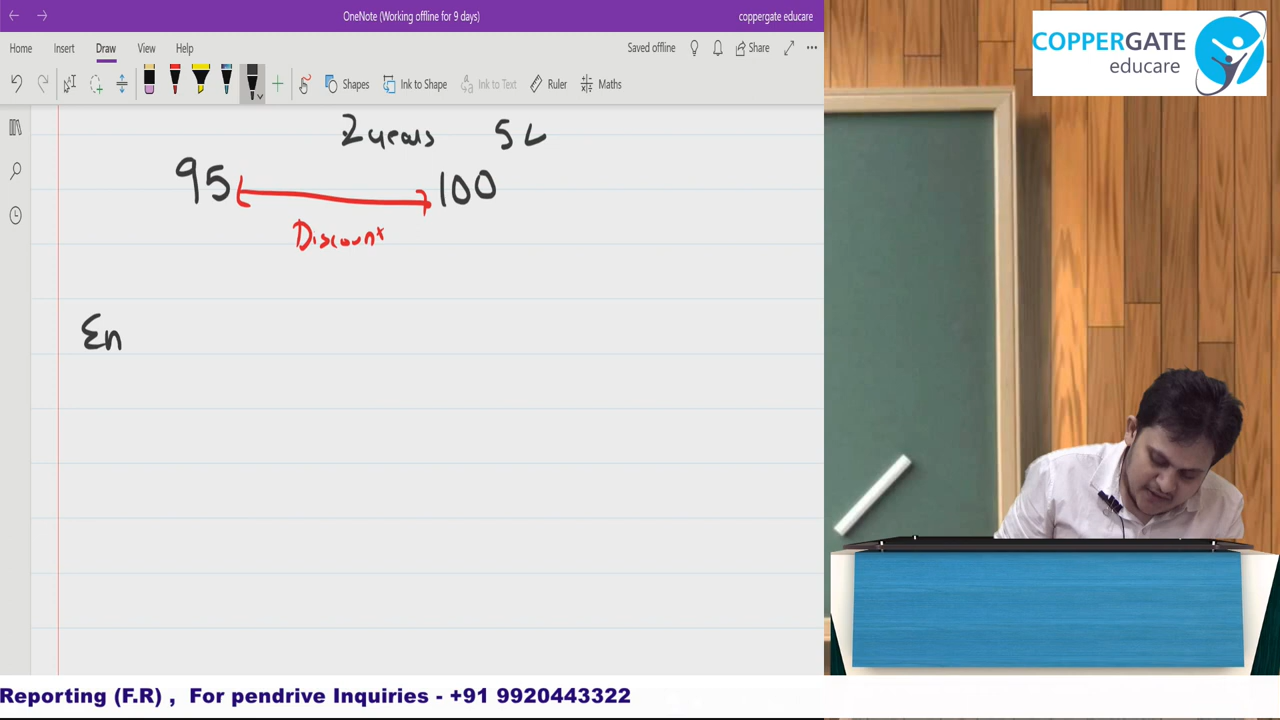 OneNote (Working offline for 9 days)
coppergate educare
Home Insert Draw View Help
Saved offline
Share
Shapes
Ink to Shape
Ink to Text
Ruler
Maths
COPPERGATE
educare
2 years 5 L
95 100
Discount
En
Reporting (F.R) , For pendrive Inquiries - +91 9920443322